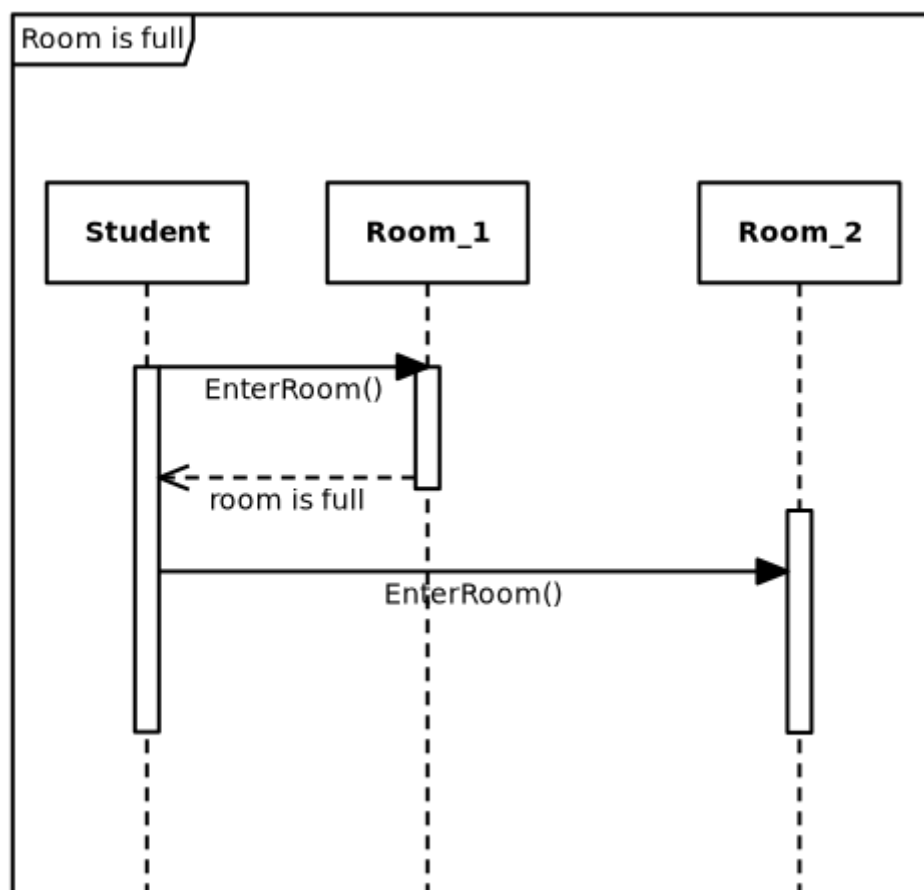 Room is full
Student
Room_1
Room_2
EnterRoom()
room is full
EnterRoom()